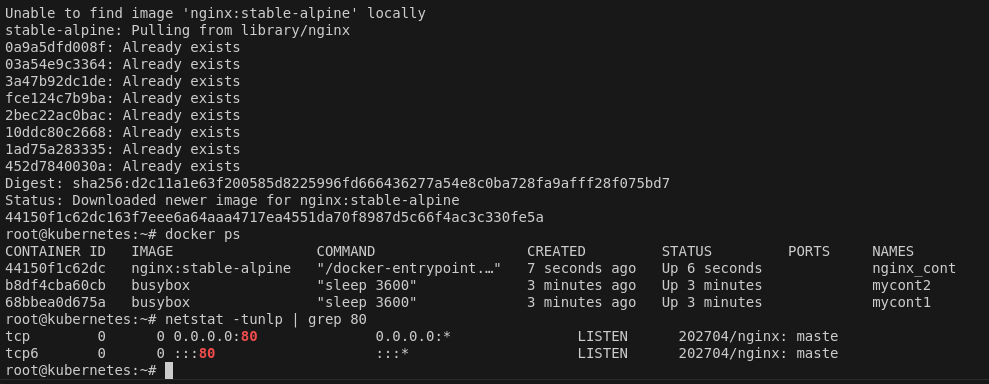 Unable to find image 'nginx:stable-alpine' locally
stable-alpine: Pulling from library/nginx
0a9a5dfd008f: Already exists
03a54e9c3364: Already exists
3a47b92dc1de: Already exists
fce124c7b9ba: Already exists
2bec22ac0bac: Already exists
10ddc80c2668: Already exists
1ad75a283335: Already exists
452d7840030a: Already exists
Digest: sha256:d2c11a1e63f200585d8225996fd666436277a54e8c0ba728fa9afff28f075bd7
Status: Downloaded newer image for nginx:stable-alpine
44150f1c62dc163f7eee6a64aaa4717ea4551da70f8987d5c66f4ac3c330fe5a
root@kubernetes:~# docker ps
CONTAINER ID   IMAGE                 COMMAND                  CREATED         STATUS         PORTS     NAMES
44150f1c62dc   nginx:stable-alpine   "/docker-entrypoint.…"   7 seconds ago   Up 6 seconds             nginx_cont
b8df4cba60cb   busybox               "sleep 3600"             3 minutes ago   Up 3 minutes             mycont2
68bbea0d675a   busybox               "sleep 3600"             3 minutes ago   Up 3 minutes             mycont1
root@kubernetes:~# netstat -tunlp | grep 80
tcp        0      0 0.0.0.0:80              0.0.0.0:*               LISTEN      202704/nginx: maste
tcp6       0      0 :::80                   :::*                    LISTEN      202704/nginx: maste
root@kubernetes:~#